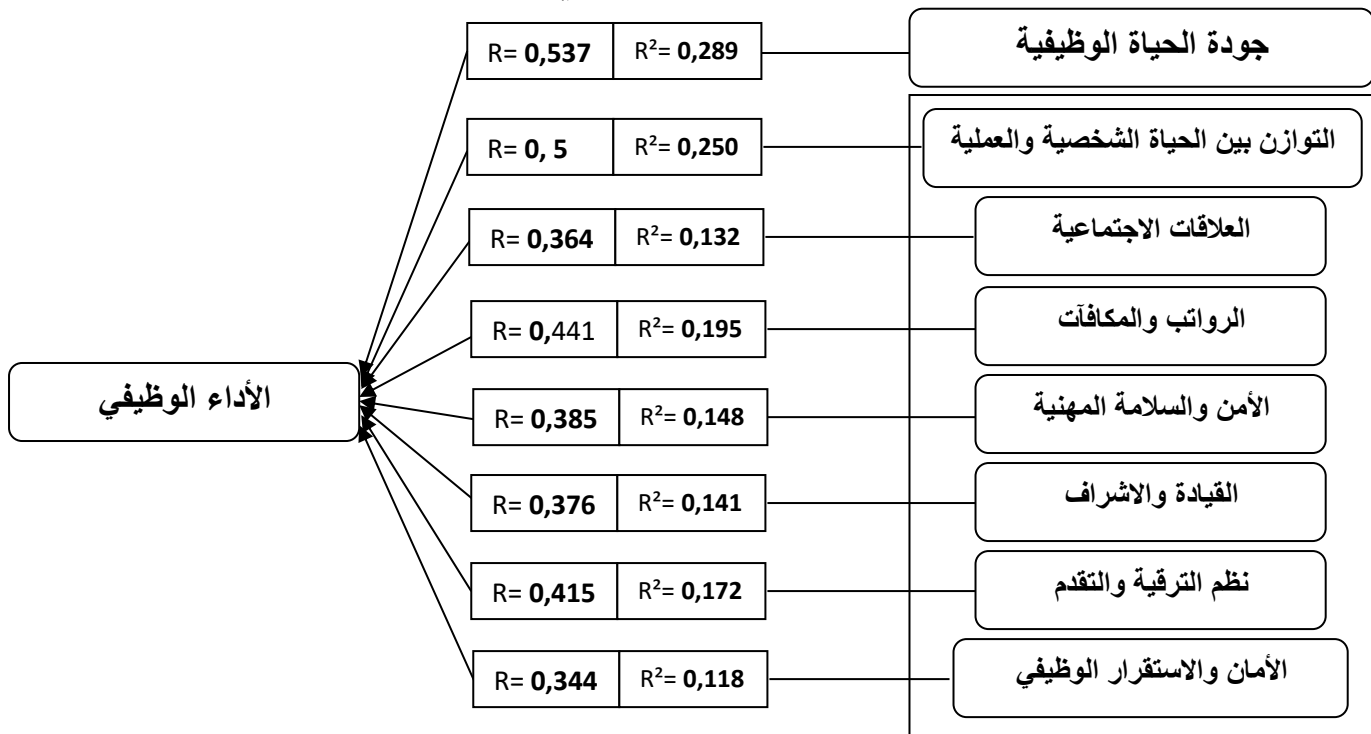 جودة الحياة الوظيفية
R²= 0,289
R= 0,537
التوازن بين الحياة الشخصية والعملية
R²= 0,250
R= 0, 5
العلاقات الاجتماعية
R²= 0,132
R= 0,364
الرواتب والمكافآت
R²= 0,195
R= 0,441
الأمن والسلامة المهنية
R²= 0,148
R= 0,385
القيادة والاشراف
R²= 0,141
R= 0,376
نظم الترقية والتقدم
R²= 0,172
R= 0,415
الأمان والاستقرار الوظيفي
R²= 0,118
R= 0,344
الأداء الوظيفي